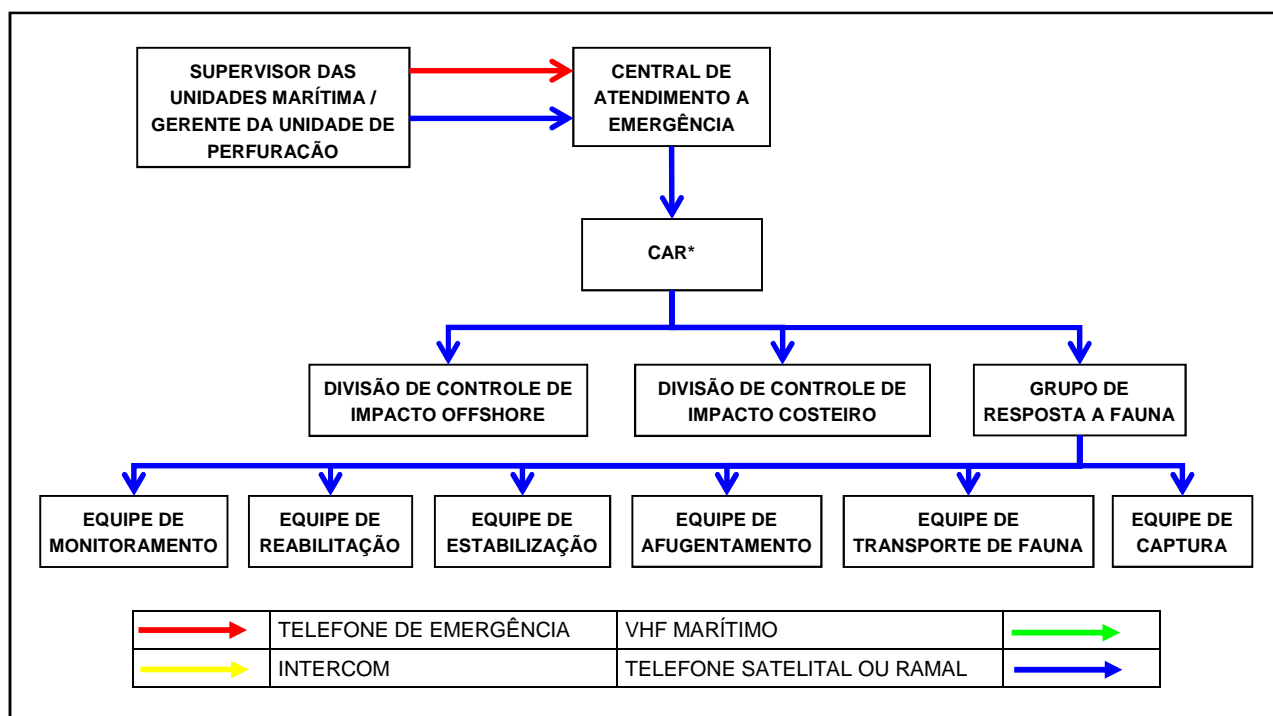 SUPERVISOR DAS
UNIDADES MARÍTIMA /
GERENTE DA UNIDADE DE
PERFURAÇÃO
CENTRAL DE
ATENDIMENTO A
EMERGÊNCIA
CAR*
DIVISÃO DE CONTROLE DE
IMPACTO OFFSHORE
DIVISÃO DE CONTROLE DE
IMPACTO COSTEIRO
GRUPO DE
RESPOSTA A FAUNA
EQUIPE DE
MONITORAMENTO
EQUIPE DE
REABILITAÇÃO
EQUIPE DE
ESTABILIZAÇÃO
EQUIPE DE
AFUGENTAMENTO
EQUIPE DE
TRANSPORTE DE FAUNA
EQUIPE DE
CAPTURA
TELEFONE DE EMERGÊNCIA
VHF MARÍTIMO
INTERCOM
TELEFONE SATELITAL OU RAMAL